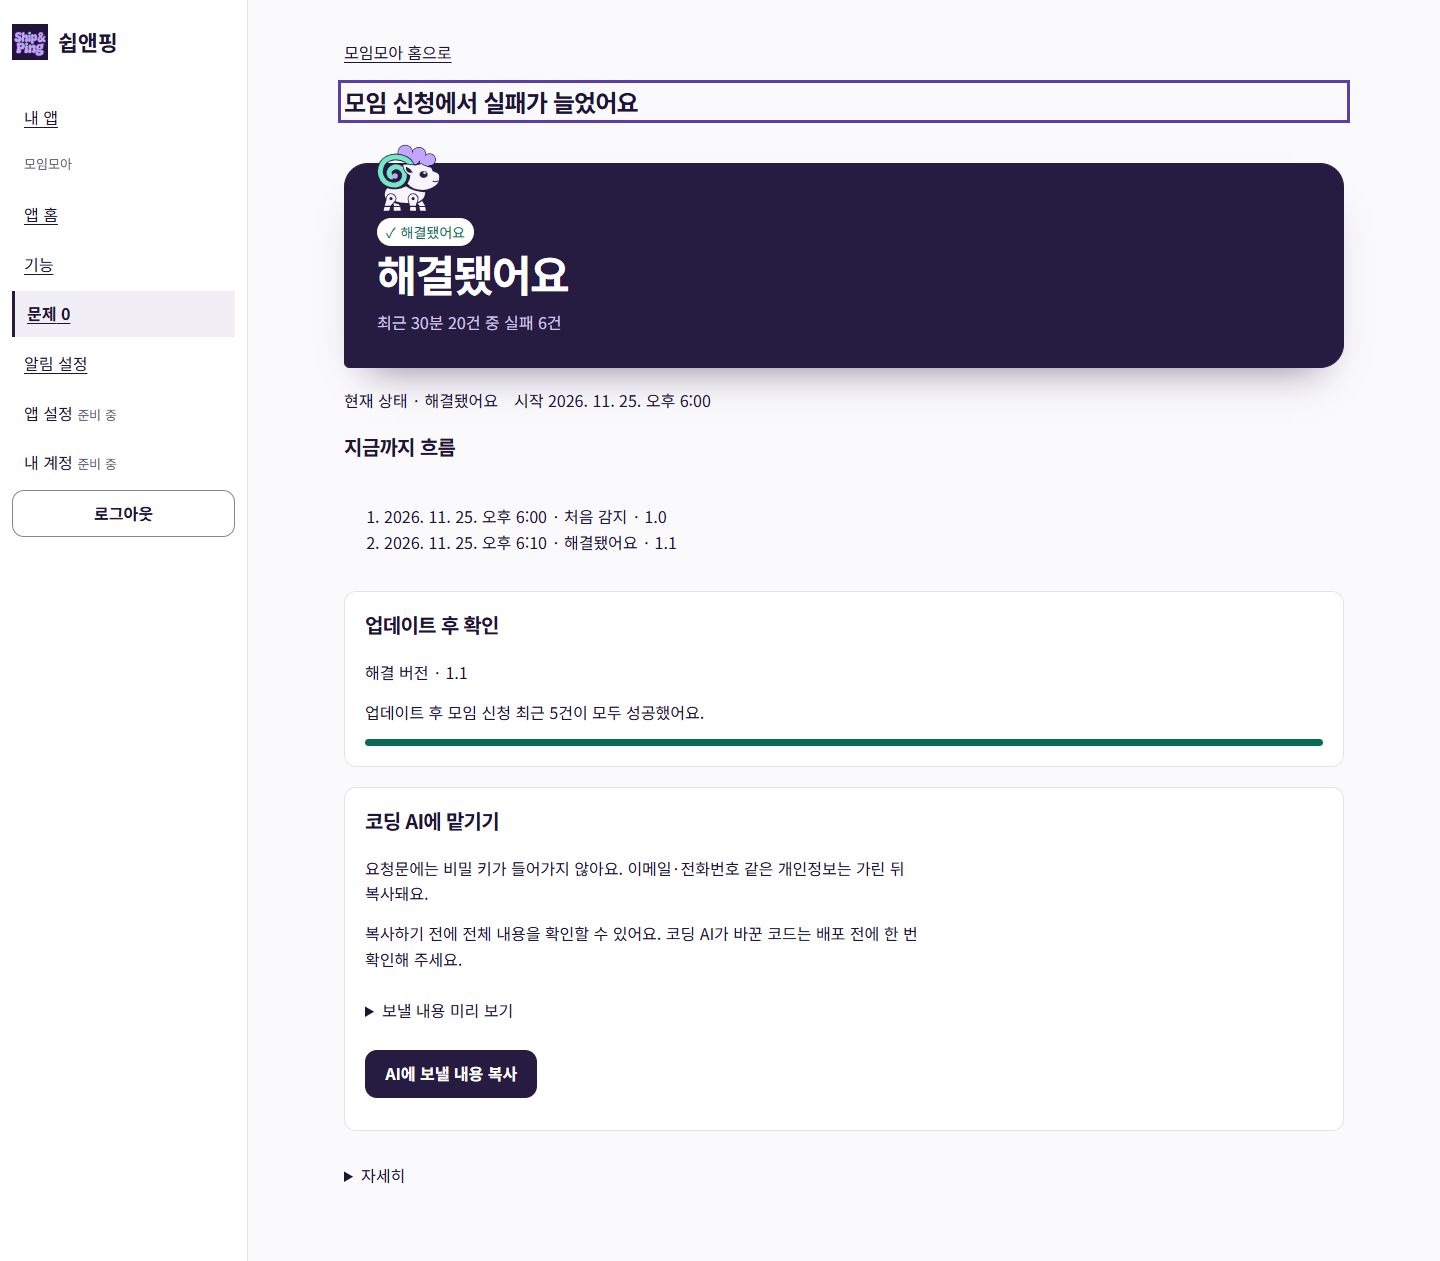 Ship&
Ping
쉽앤핑
내 앱
모임모아
앱 홈
기능
문제 0
알림 설정
앱 설정 준비 중
내 계정 준비 중
로그아웃
모임모아 홈으로
모임 신청에서 실패가 늘었어요
✓ 해결됐어요
해결됐어요
최근 30분 20건 중 실패 6건
현재 상태 · 해결됐어요 시작 2026. 11. 25. 오후 6:00
지금까지 흐름
1. 2026. 11. 25. 오후 6:00 · 처음 감지 · 1.0
2. 2026. 11. 25. 오후 6:10 · 해결됐어요 · 1.1
업데이트 후 확인
해결 버전 · 1.1
업데이트 후 모임 신청 최근 5건이 모두 성공했어요.
코딩 AI에 맡기기
요청문에는 비밀 키가 들어가지 않아요. 이메일·전화번호 같은 개인정보는 가린 뒤
복사돼요.
복사하기 전에 전체 내용을 확인할 수 있어요. 코딩 AI가 바꾼 코드는 배포 전에 한 번
확인해 주세요.
▶ 보낼 내용 미리 보기
AI에 보낼 내용 복사
▶ 자세히